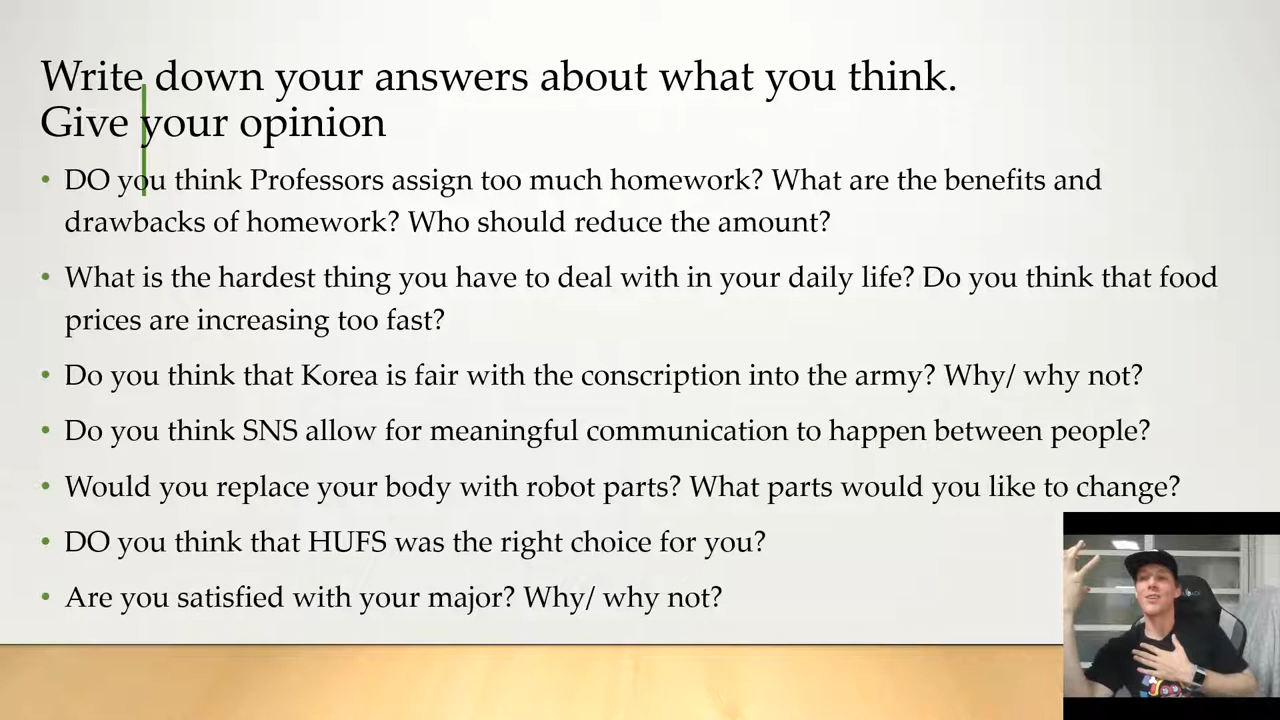 Write down your answers about what you think.
Give your opinion
• DO you think Professors assign too much homework? What are the benefits and
drawbacks of homework? Who should reduce the amount?
• What is the hardest thing you have to deal with in your daily life? Do you think that food
prices are increasing too fast?
• Do you think that Korea is fair with the conscription into the army? Why/ why not?
• Do you think SNS allow for meaningful communication to happen between people?
• Would you replace your body with robot parts? What parts would you like to change?
• DO you think that HUFS was the right choice for you?
• Are you satisfied with your major? Why/ why not?